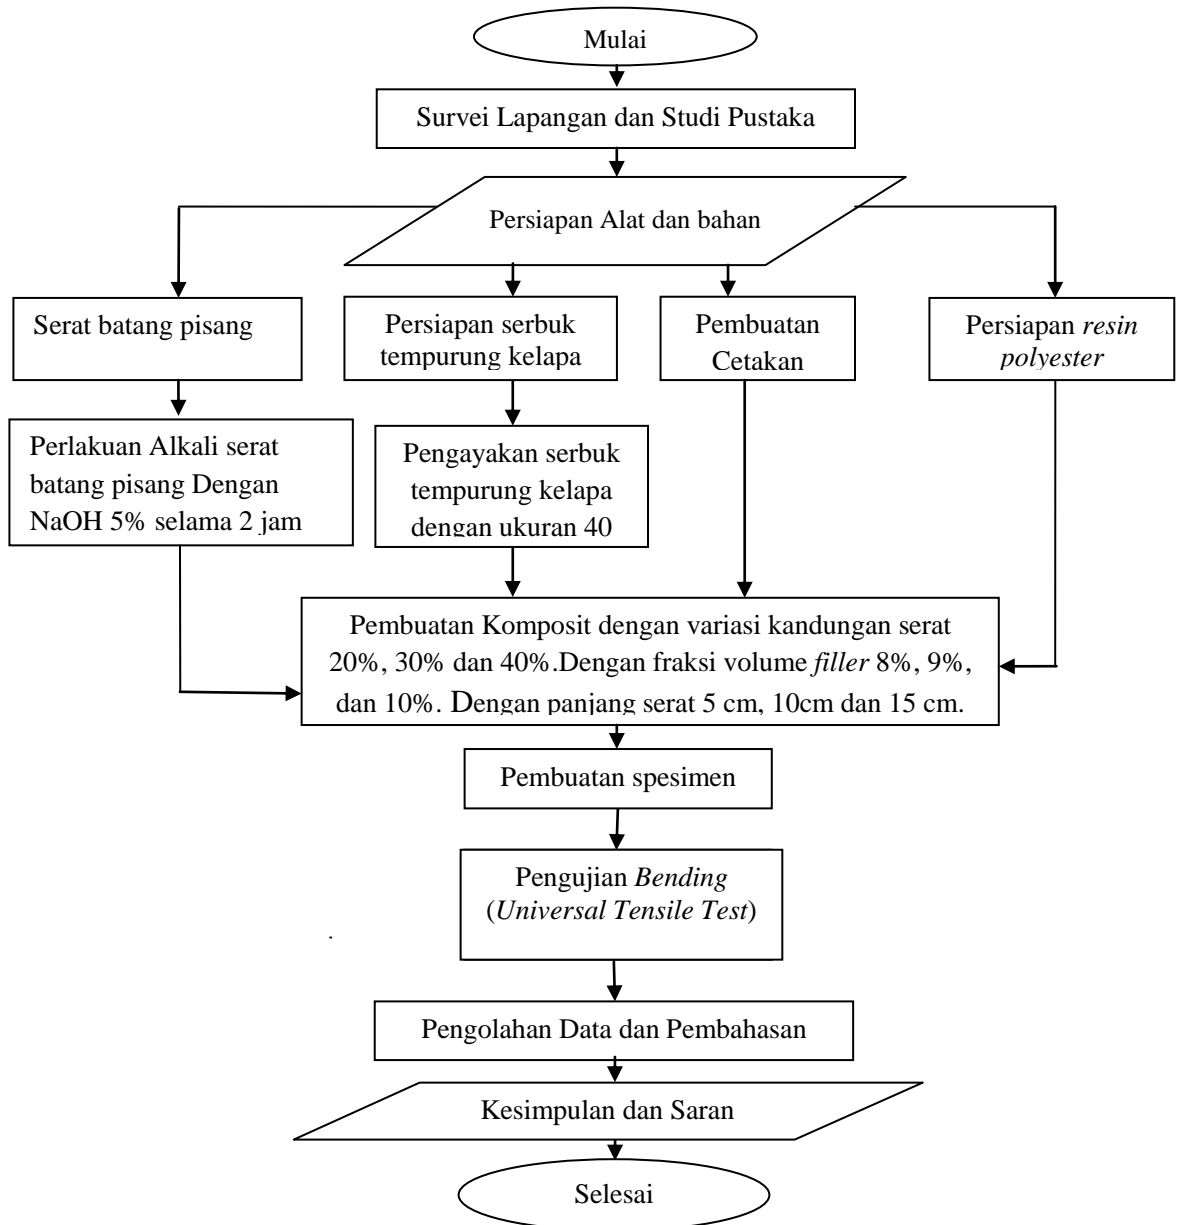 Mulai
Survei Lapangan dan Studi Pustaka
Persiapan Alat dan bahan
Serat batang pisang
Persiapan serbuk
tempurung kelapa
Pembuatan
Cetakan
Persiapan resin
polyester
Perlakuan Alkali serat
batang pisang Dengan
NaOH 5% selama 2 jam
Pengayakan serbuk
tempurung kelapa
dengan ukuran 40
Pembuatan Komposit dengan variasi kandungan serat
20%, 30% dan 40%.Dengan fraksi volume filler 8%, 9%,
dan 10%. Dengan panjang serat 5 cm, 10cm dan 15 cm.
Pembuatan spesimen
Pengujian Bending
(Universal Tensile Test)
.
Pengolahan Data dan Pembahasan
Kesimpulan dan Saran
Selesai